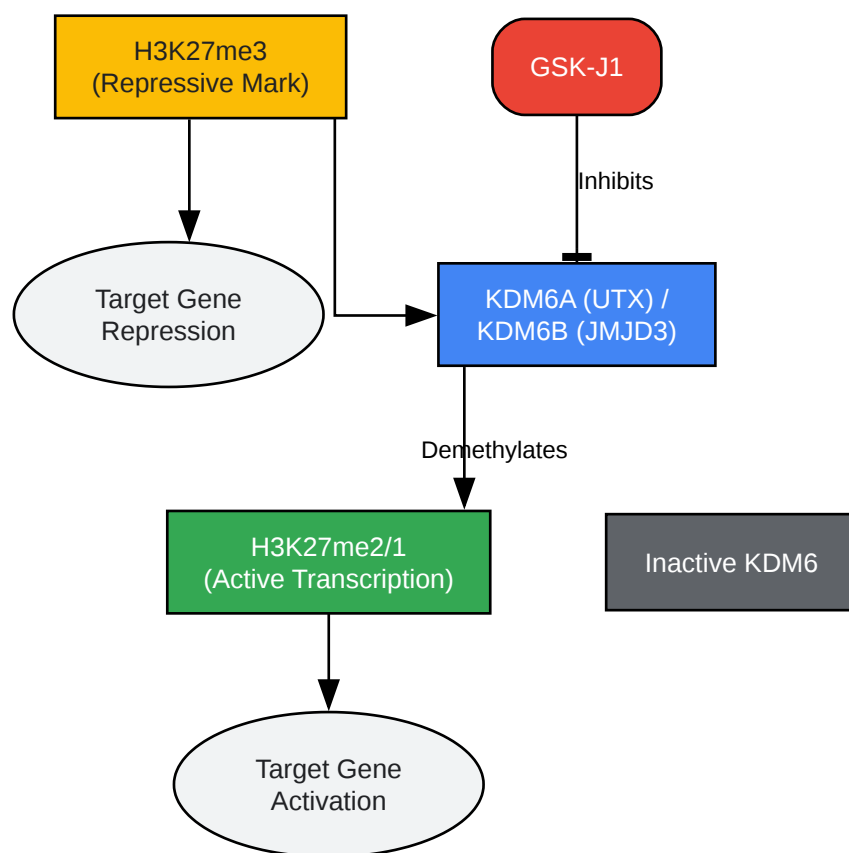 H3K27me3
(Repressive Mark)
GSK-J1
Inhibits
Target Gene
Repression
KDM6A (UTX) /
KDM6B (JMJD3)
Demethylates
H3K27me2/1
(Active Transcription)
Inactive KDM6
Target Gene
Activation